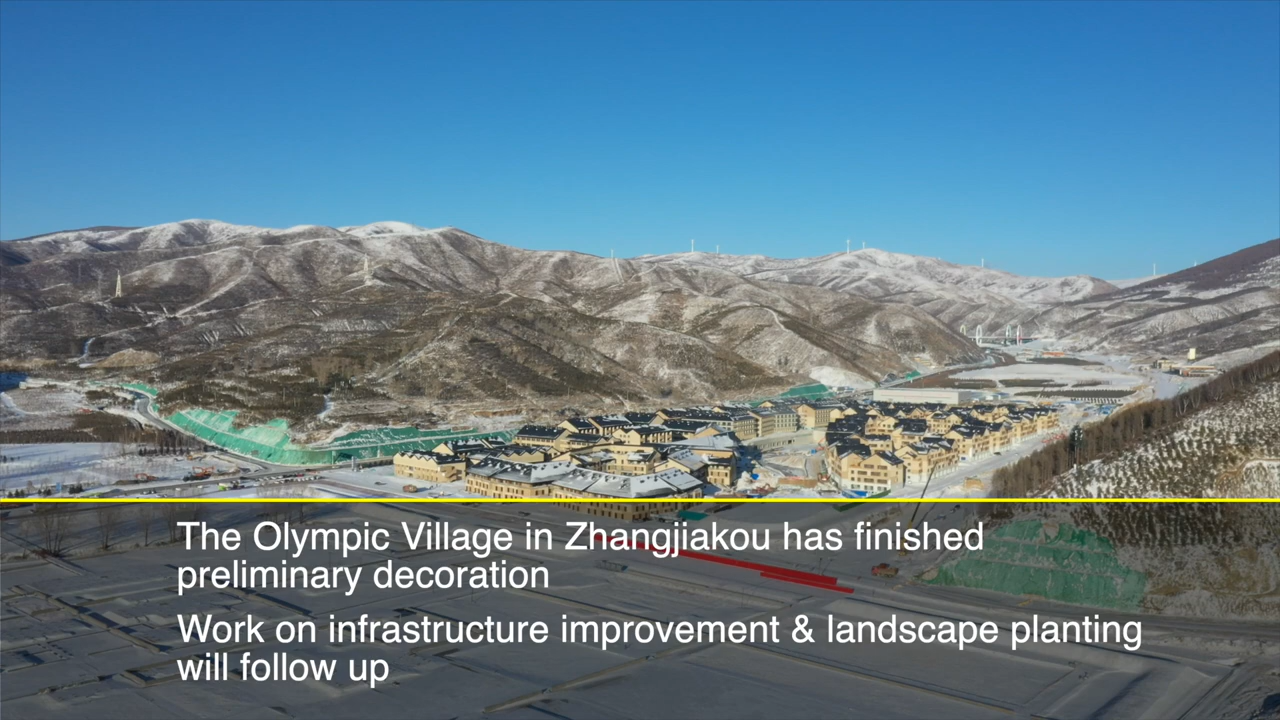 The Olympic Village in Zhangjiakou has finished
preliminary decoration
Work on infrastructure improvement & landscape planting
will follow up